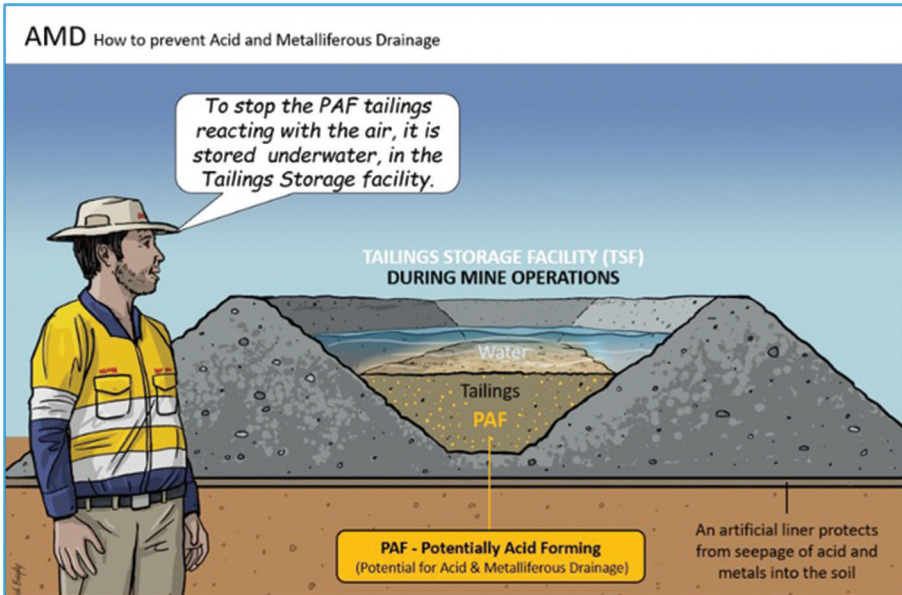 AMD How to prevent Acid and Metalliferous Drainage
To stop the PAF tailings
reacting with the air, it is
stored underwater, in the
Tailings Storage facility.
TAILINGS STORAGE FACILITY (TSF)
DURING MINE OPERATIONS
Water
Tailings
PAF
PAF - Potentially Acid Forming
(Potential for Acid & Metalliferous Drainage)
An artificial liner protects
from seepage of acid and
metals into the soil